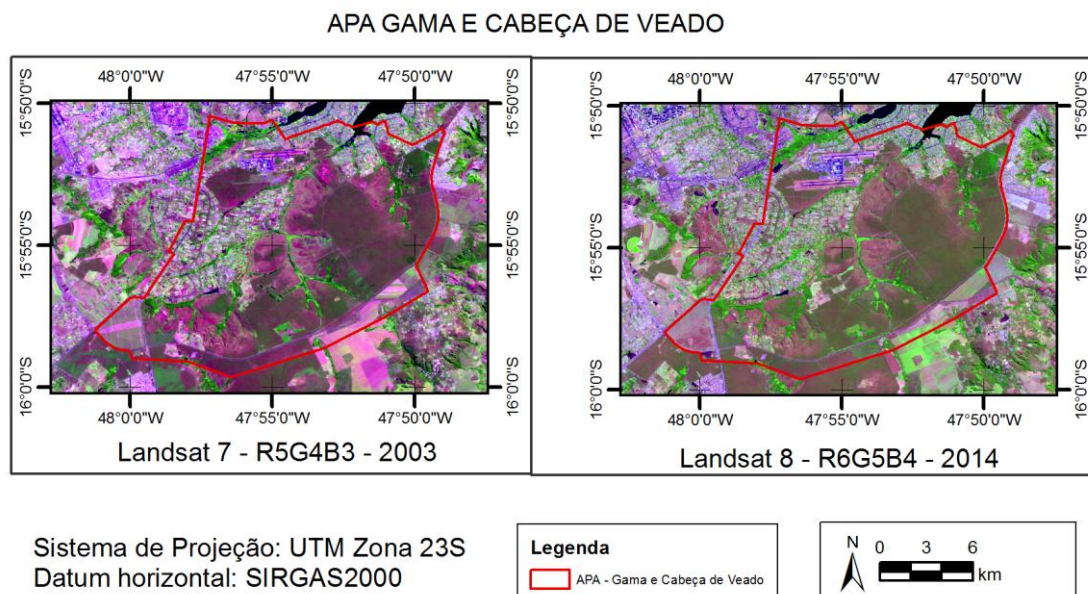 APA GAMA E CABEÇA DE VEADO
48°0'0"W 47°55'0"W 47°50'0"W
15°50'0"S
15°55'0"S
16°0'0"S
15°50'0"S
15°55'0"S
16°0'0"S
48°0'0"W 47°55'0"W 47°50'0"W
Landsat 7 - R5G4B3 - 2003
48°0'0"W 47°55'0"W 47°50'0"W
15°50'0"S
15°55'0"S
16°0'0"S
15°50'0"S
15°55'0"S
16°0'0"S
48°0'0"W 47°55'0"W 47°50'0"W
Landsat 8 - R6G5B4 - 2014
Sistema de Projeção: UTM Zona 23S
Datum horizontal: SIRGAS2000
Legenda
APA - Gama e Cabeça de Veado
N
0 3 6
km